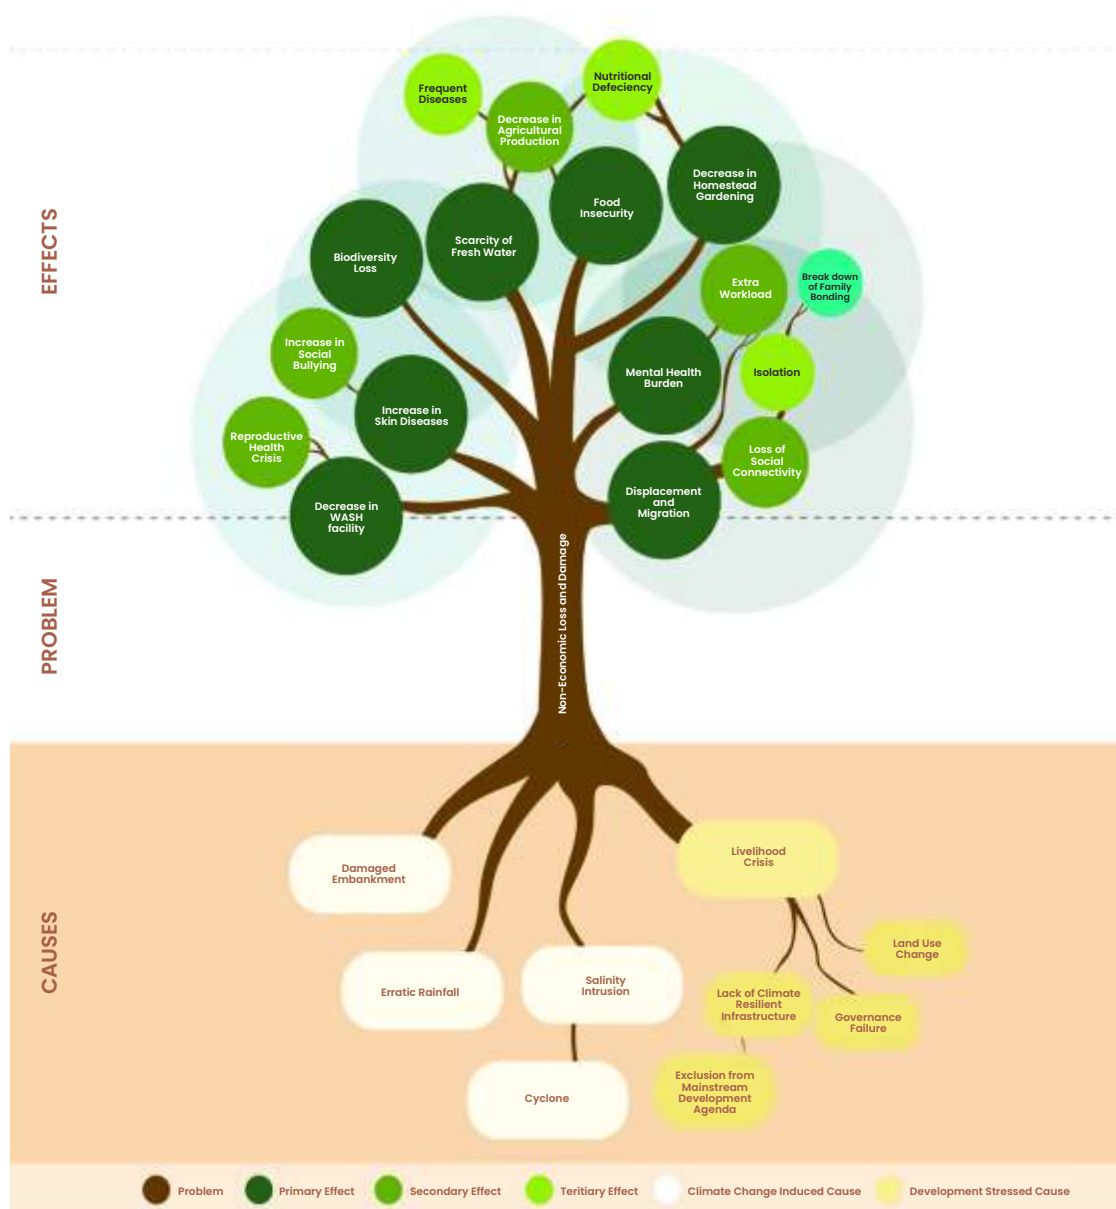 EFFECTS
PROBLEM
CAUSES
Frequent
Diseases
Nutritional
Defeciency
Decrease in
Agricultural
Production
Decrease in
Homestead
Gardening
Food
Insecurity
Scarcity of
Fresh Water
Biodiversity
Loss
Extra
Workload
Break down
of Family
Bonding
Increase in
Social
Bullying
Mental Health
Burden
Isolation
Increase in
Skin Diseases
Reproductive
Health
Crisis
Loss of
Social
Connectivity
Displacement
and
Migration
Decrease in
WASH
facility
Non-Economic Loss and Damage
Livelihood
Crisis
Damaged
Embankment
Land Use
Change
Erratic Rainfall
Salinity
Intrusion
Lack of Climate
Resilient
Infrastructure
Governance
Failure
Cyclone
Exclusion from
Mainstream
Development
Agenda
Problem
Primary Effect
Secondary Effect
Tertiary Effect
Climate Change Induced Cause
Development Stressed Cause